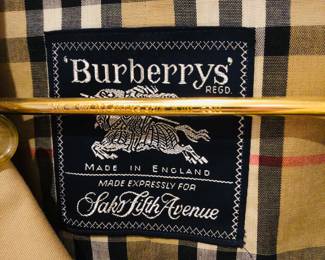 'Burberrys'
REGD.
MADE IN ENGLAND
MADE EXPRESSLY FOR
Saks Fifth Avenue